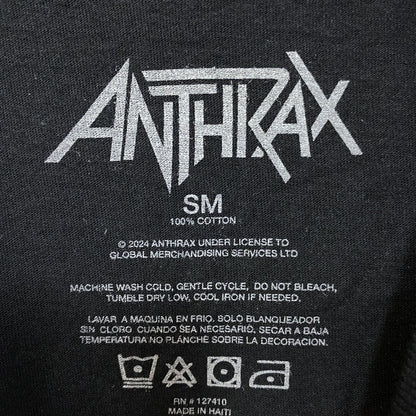 ANTHRAX
SM
100% COTTON
© 2024 ANTHRAX UNDER LICENSE TO
GLOBAL MERCHANDISING SERVICES LTD
MACHINE WASH COLD, GENTLE CYCLE, DO NOT BLEACH,
TUMBLE DRY LOW, COOL IRON IF NEEDED.
LAVAR A MAQUINA EN FRIO. SOLO BLANQUEADOR
SIN CLORO CUANDO SEA NECESARIO, SECAR A BAJA
TEMPERATURA NO PLANCHE SOBRE LA DECORACION.
RN # 127410
MADE IN HAITI